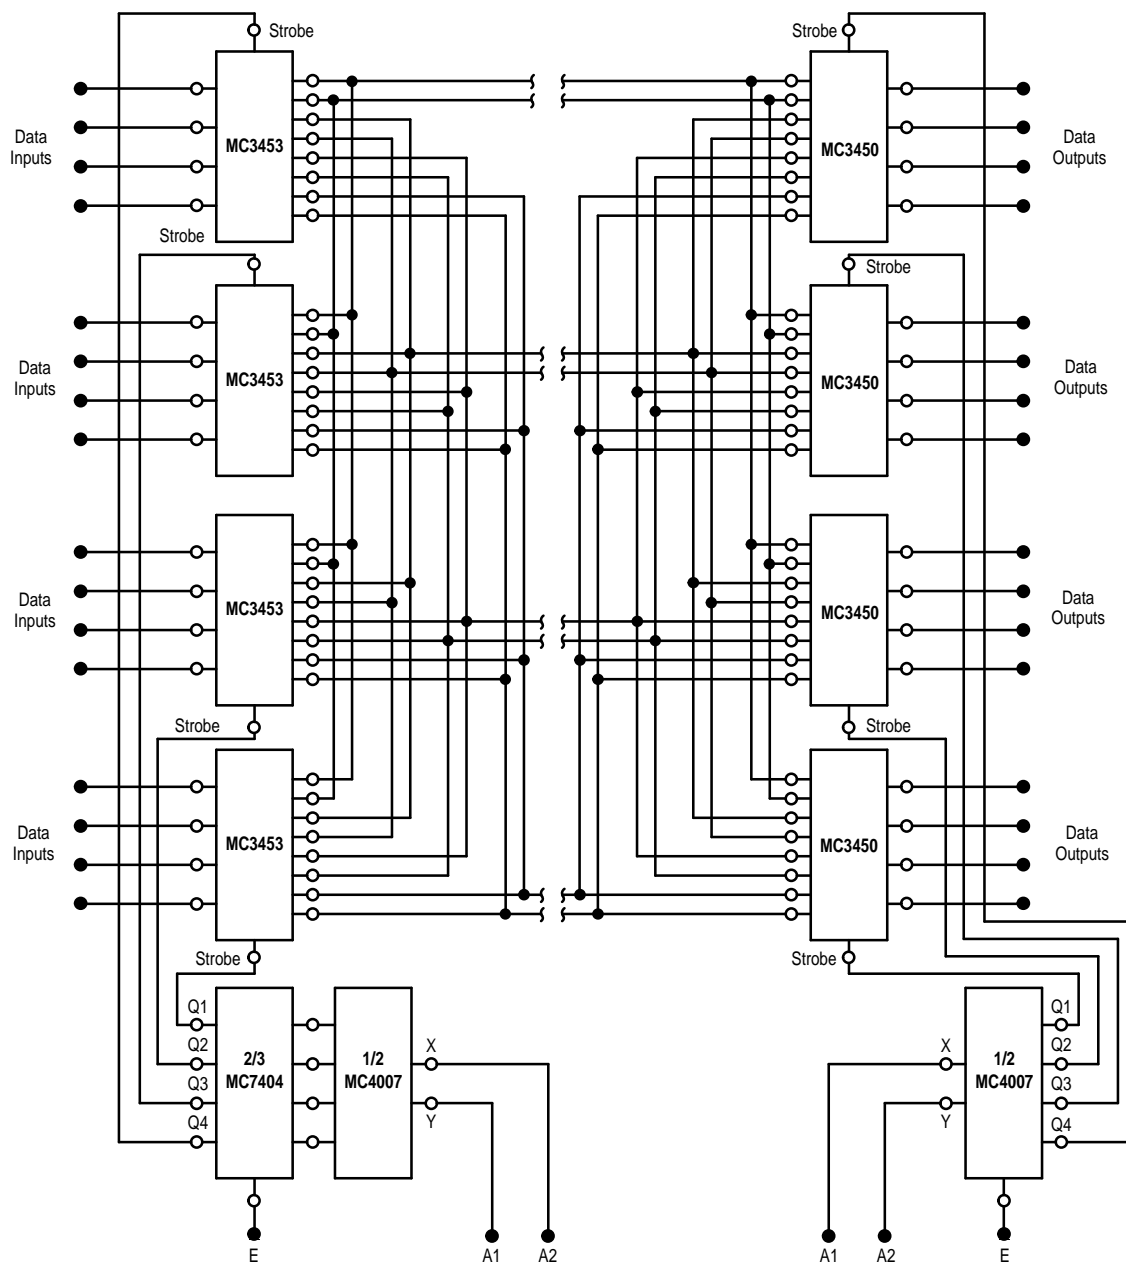 Strobe
Strobe
Data
Inputs
MC3453
MC3450
Data
Outputs
Strobe
Strobe
Data
Inputs
MC3453
MC3450
Data
Outputs
Data
Inputs
MC3453
MC3450
Data
Outputs
Strobe
Strobe
Data
Inputs
MC3453
MC3450
Data
Outputs
Strobe
Strobe
Q1
Q2
Q3
Q4
2/3
MC7404
1/2
MC4007
X
Y
X
Y
1/2
MC4007
Q1
Q2
Q3
Q4
E
A1
A2
A1
A2
E